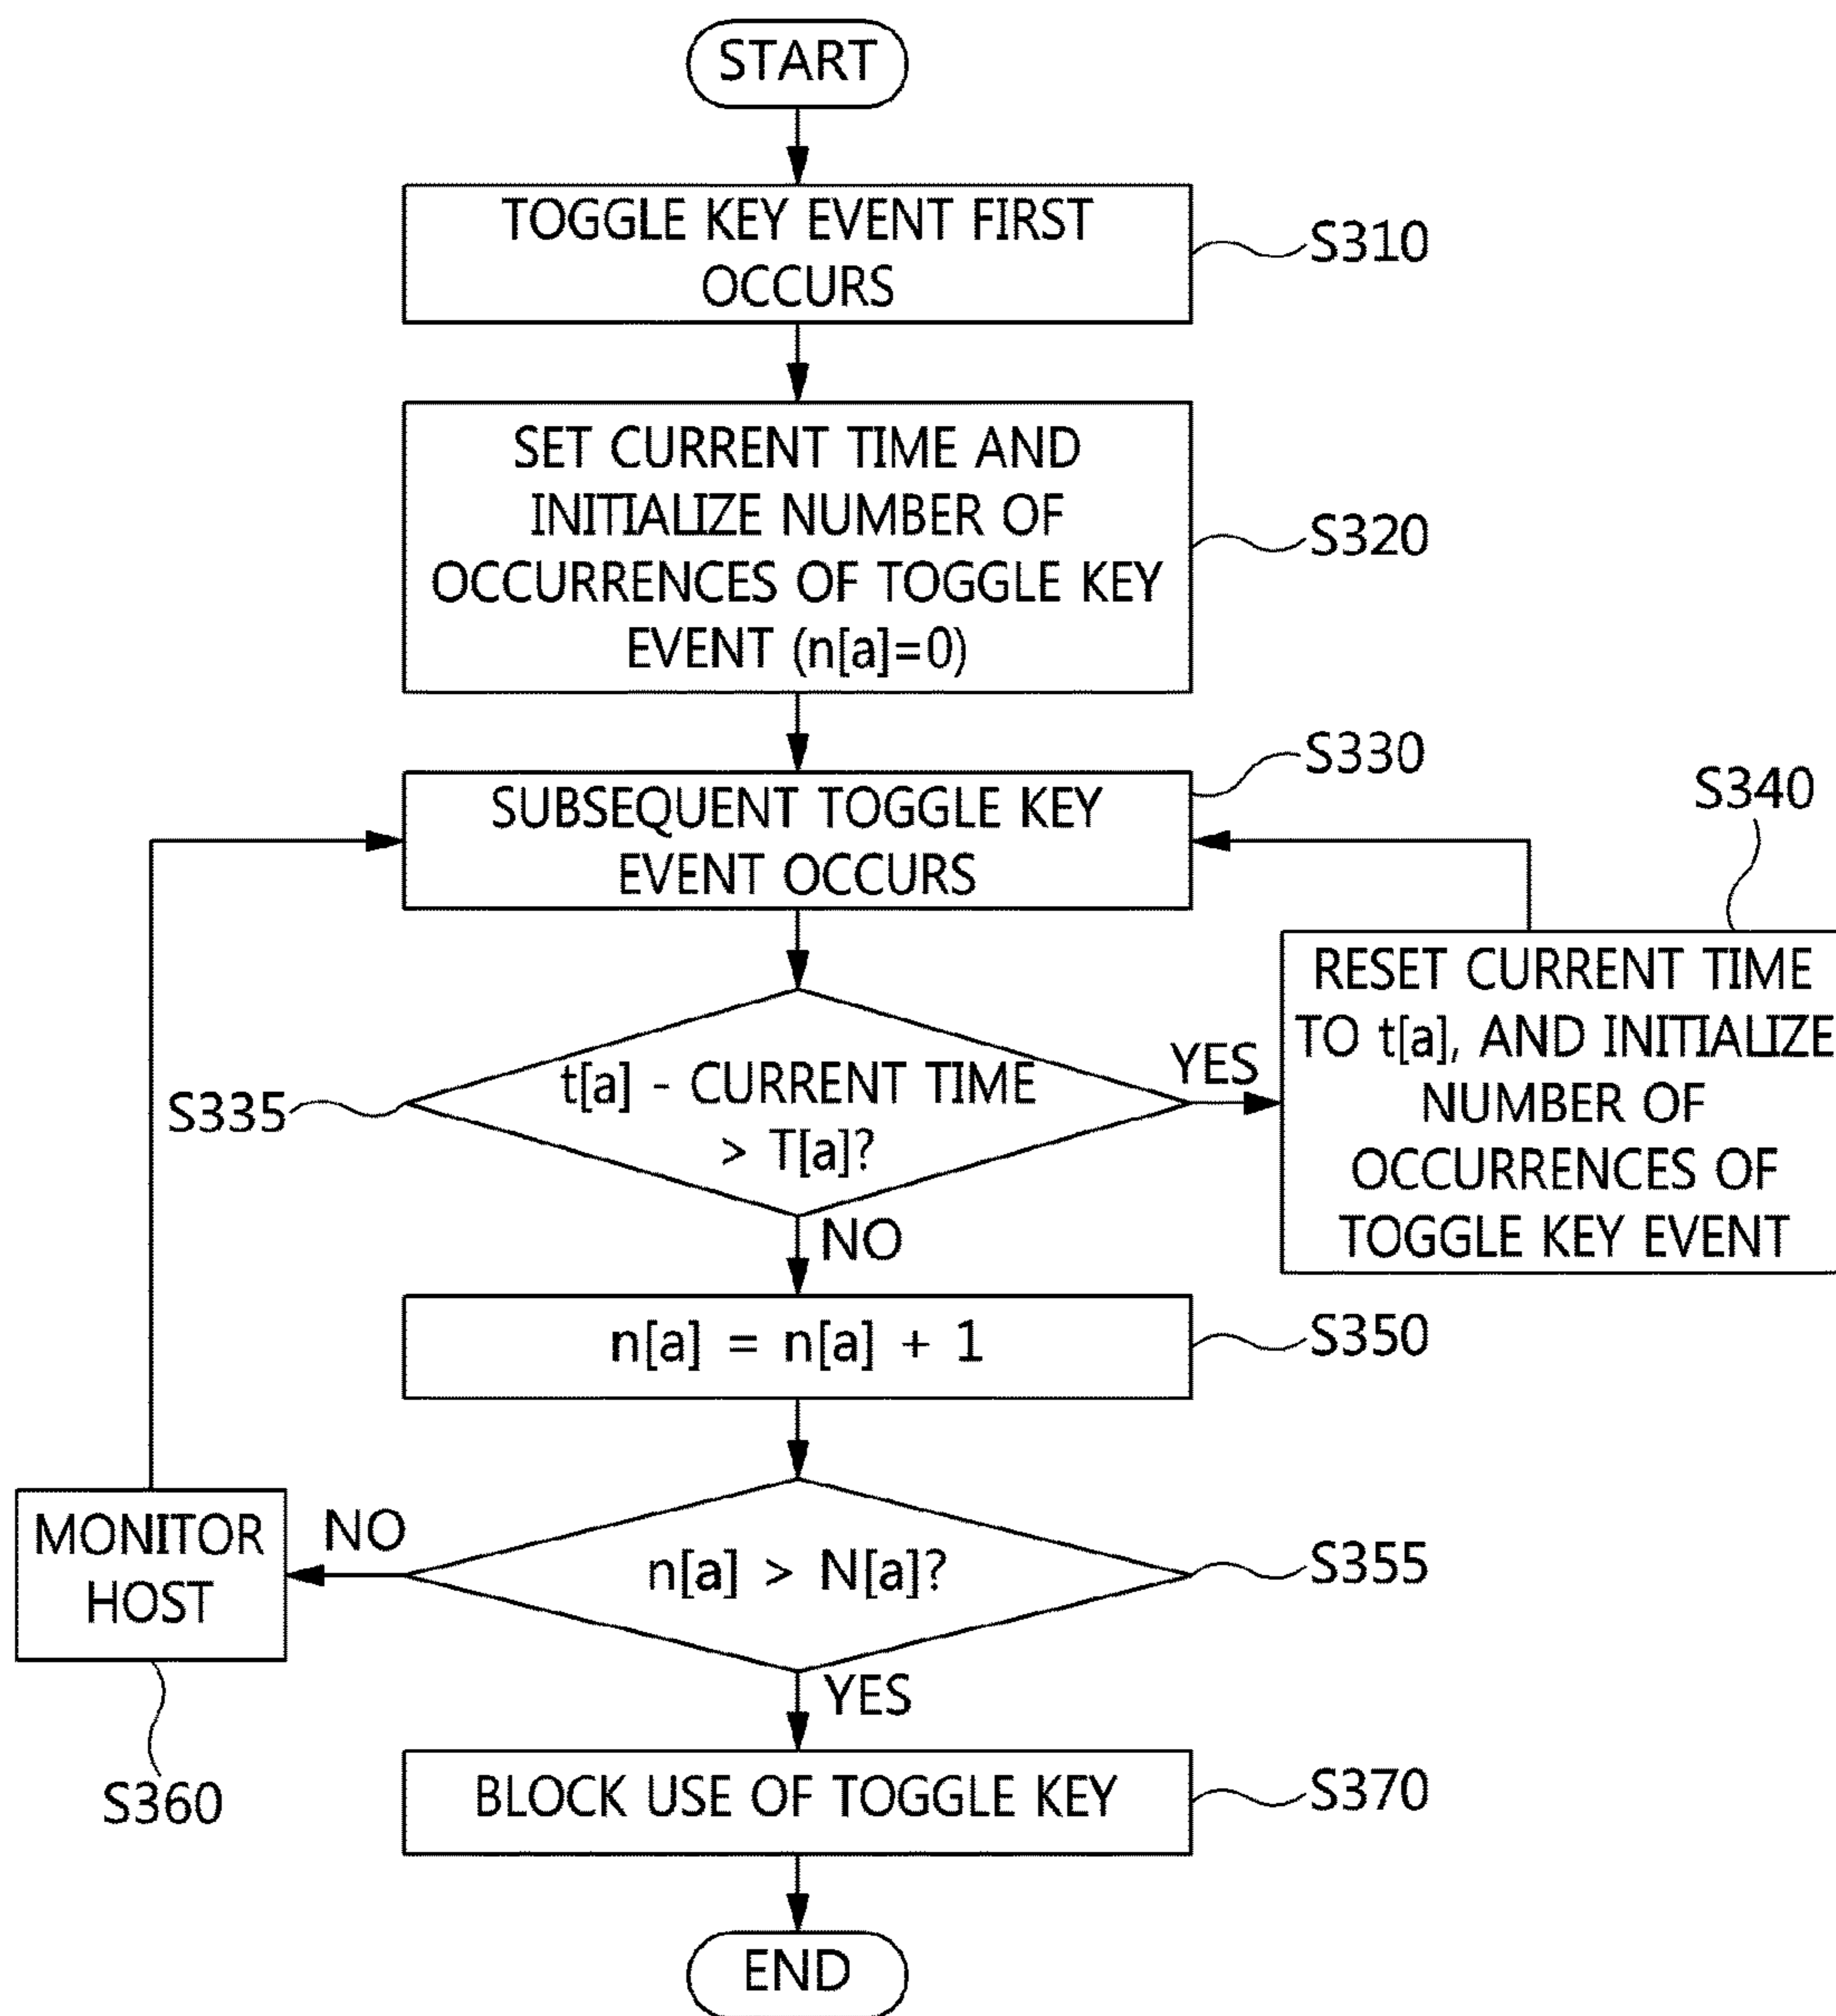 START
TOGGLE KEY EVENT FIRST
OCCURS
S310
SET CURRENT TIME AND
INITIALIZE NUMBER OF
OCCURRENCES OF TOGGLE KEY
EVENT (n[a]=0)
S320
SUBSEQUENT TOGGLE KEY
EVENT OCCURS
S330
S340
RESET CURRENT TIME
TO t[a], AND INITIALIZE
NUMBER OF
OCCURRENCES OF
TOGGLE KEY EVENT
t[a] - CURRENT TIME
> T[a]?
YES
S335
NO
n[a] = n[a] + 1
S350
n[a] > N[a]?
S355
NO
MONITOR
HOST
S360
YES
BLOCK USE OF TOGGLE KEY
S370
END